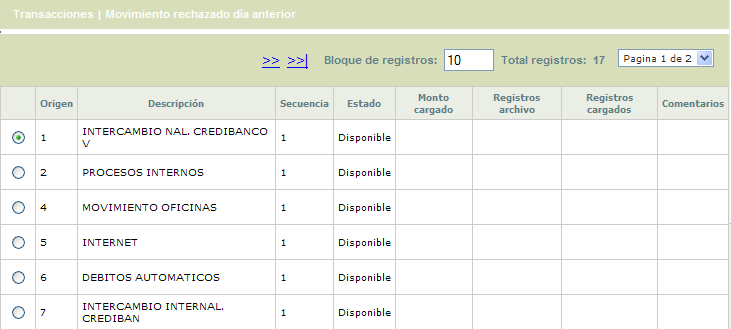 Transacciones | Movimiento rechazado día anterior
>> >>| Bloque de registros: 10 Total registros: 17 Pagina 1 de 2
Origen Descripción Secuencia Estado Monto cargado Registros archivo Registros cargados Comentarios
1 INTERCAMBIO NAL. CREDIBANCO V 1 Disponible
2 PROCESOS INTERNOS 1 Disponible
4 MOVIMIENTO OFICINAS 1 Disponible
5 INTERNET 1 Disponible
6 DEBITOS AUTOMATICOS 1 Disponible
7 INTERCAMBIO INTERNAL. CREDIBAN 1 Disponible